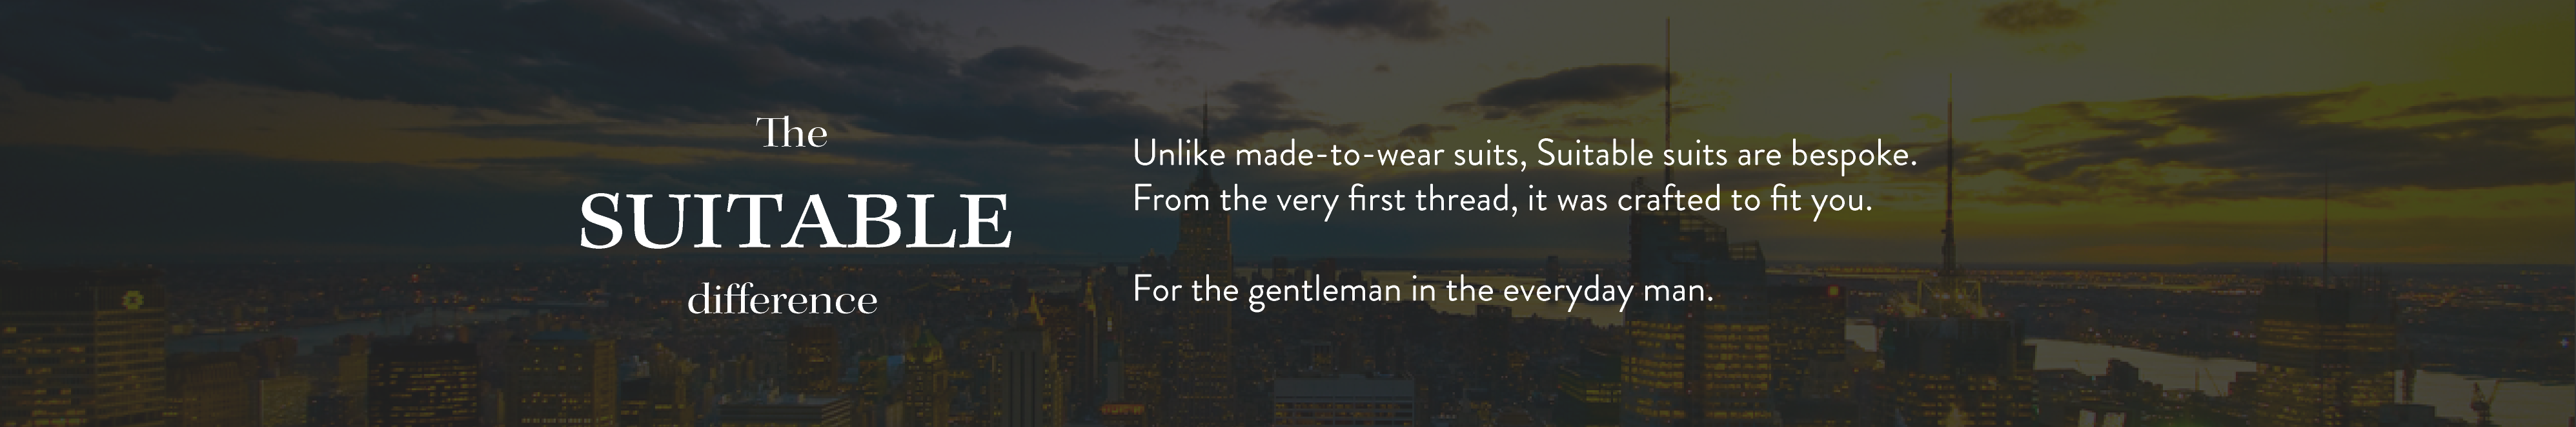 The
SUITABLE
difference
Unlike made-to-wear suits, Suitable suits are bespoke.
From the very first thread, it was crafted to fit you.
For the gentleman in the everyday man.